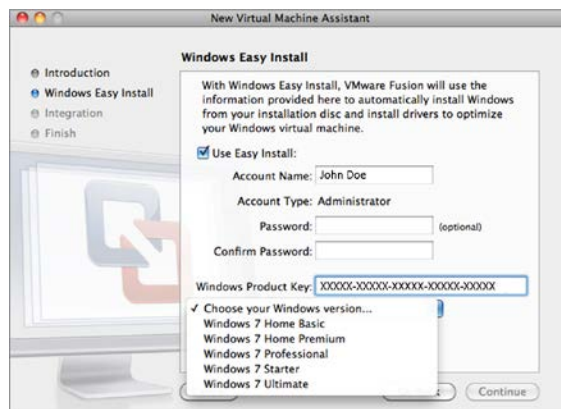 New Virtual Machine Assistant
Introduction
Windows Easy Install
Integration
Finish
Windows Easy Install
With Windows Easy Install, VMware Fusion will use the
information provided here to automatically install Windows
from your installation disc and install drivers to optimize
your Windows virtual machine.
Use Easy Install:
Account Name: John Doe
Account Type: Administrator
Password: (optional)
Confirm Password:
Windows Product Key: XXXXX-XXXXX-XXXXX-XXXXX-XXXXX
✓ Choose your Windows version...
Windows 7 Home Basic
Windows 7 Home Premium
Windows 7 Professional
Windows 7 Starter
Windows 7 Ultimate
Continue